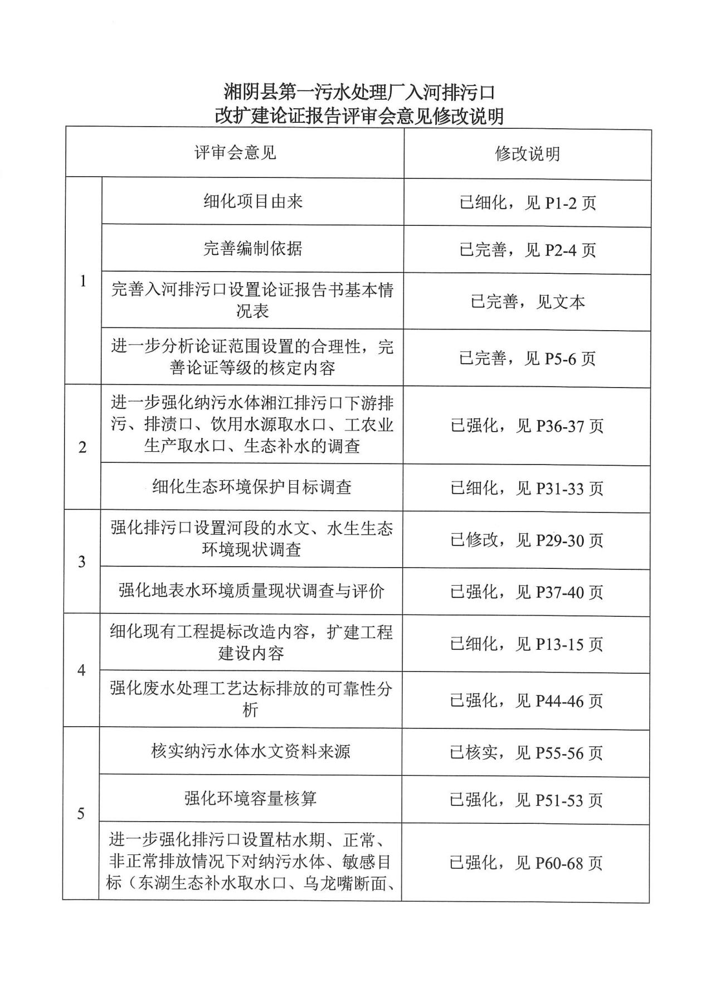 湘阴县第一污水处理厂入河排污口
改扩建论证报告评审会意见修改说明
评审会意见
修改说明
1
细化项目由来
已细化，见 P1-2 页
完善编制依据
已完善，见 P2-4 页
完善入河排污口设置论证报告书基本情
况表
已完善，见文本
进一步分析论证范围设置的合理性，完
善论证等级的核定内容
已完善，见 P5-6 页
2
进一步强化纳污水体湘江排污口下游排
污、排渍口、饮用水源取水口、工农业
生产取水口、生态补水的调查
已强化，见 P36-37 页
细化生态环境保护目标调查
已细化，见 P31-33 页
3
强化排污口设置河段的水文、水生生态
环境现状调查
已修改，见 P29-30 页
强化地表水环境质量现状调查与评价
已强化，见 P37-40 页
4
细化现有工程提标改造内容，扩建工程
建设内容
已细化，见 P13-15 页
强化废水处理工艺达标排放的可靠性分
析
已强化，见 P44-46 页
5
核实纳污水体水文资料来源
已核实，见 P55-56 页
强化环境容量核算
已强化，见 P51-53 页
进一步强化排污口设置枯水期、正常、
非正常排放情况下对纳污水体、敏感目
标（东湖生态补水取水口、乌龙嘴断面、
已强化，见 P60-68 页